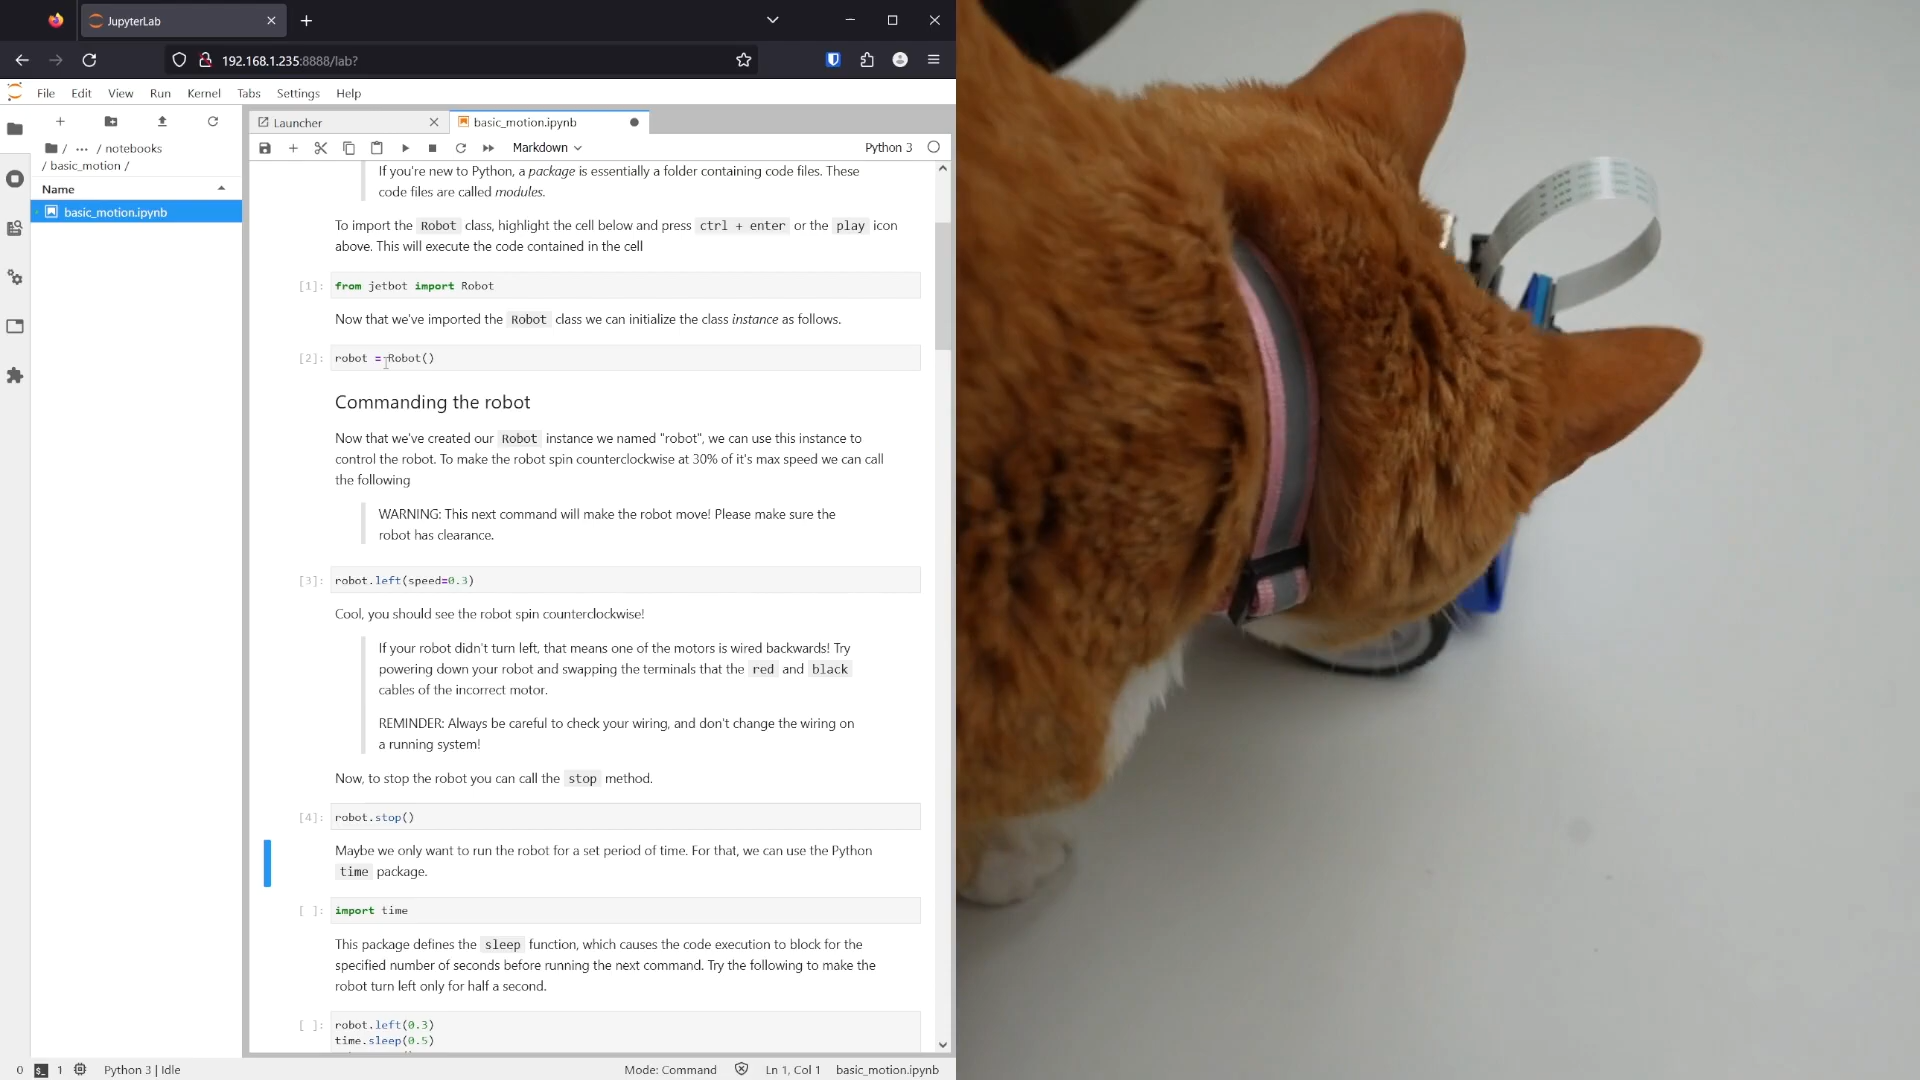 JupyterLab
192.168.1.235:8888/lab?
File Edit View Run Kernel Tabs Settings Help
/ ... / notebooks
/ basic_motion /
Name
basic_motion.ipynb
Launcher
basic_motion.ipynb
Markdown
Python 3
If you're new to Python, a package is essentially a folder containing code files. These
code files are called modules.
To import the Robot class, highlight the cell below and press ctrl + enter or the play icon
above. This will execute the code contained in the cell
[1]: from jetbot import Robot
Now that we've imported the Robot class we can initialize the class instance as follows.
[2]: robot = Robot()
Commanding the robot
Now that we've created our Robot instance we named "robot", we can use this instance to
control the robot. To make the robot spin counterclockwise at 30% of it's max speed we can call
the following
WARNING: This next command will make the robot move! Please make sure the
robot has clearance.
[3]: robot.left(speed=0.3)
Cool, you should see the robot spin counterclockwise!
If your robot didn't turn left, that means one of the motors is wired backwards! Try
powering down your robot and swapping the terminals that the red and black
cables of the incorrect motor.
REMINDER: Always be careful to check your wiring, and don't change the wiring on
a running system!
Now, to stop the robot you can call the stop method.
[4]: robot.stop()
Maybe we only want to run the robot for a set period of time. For that, we can use the Python
time package.
[ ]: import time
This package defines the sleep function, which causes the code execution to block for the
specified number of seconds before running the next command. Try the following to make the
robot turn left only for half a second.
[ ]: robot.left(0.3)
time.sleep(0.5)
0 1 Python 3 | Idle
Mode: Command Ln 1, Col 1 basic_motion.ipynb